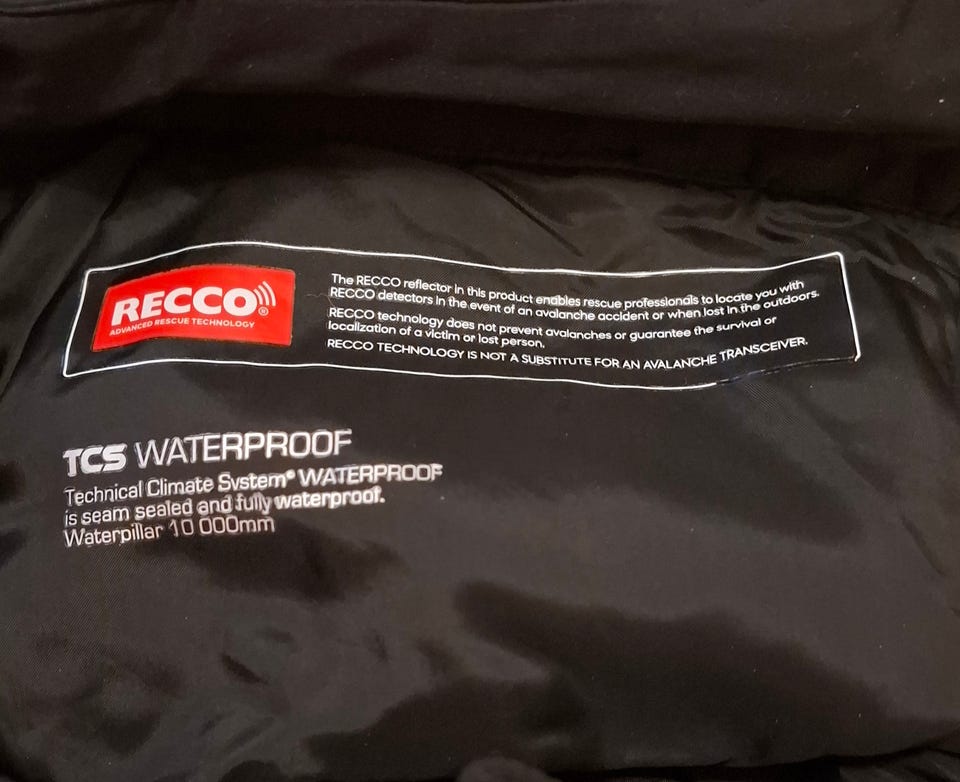 RECCO®
ADVANCED RESCUE TECHNOLOGY
The RECCO reflector in this product enables rescue professionals to locate you with
RECCO detectors in the event of an avalanche accident or when lost in the outdoors.
RECCO technology does not prevent avalanches or guarantee the survival or
localization of a victim or lost person.
RECCO TECHNOLOGY IS NOT A SUBSTITUTE FOR AN AVALANCHE TRANSCEIVER.
TCS WATERPROOF
Technical Climate System® WATERPROOF
is seam sealed and fully waterproof.
Waterpillar 10 000mm